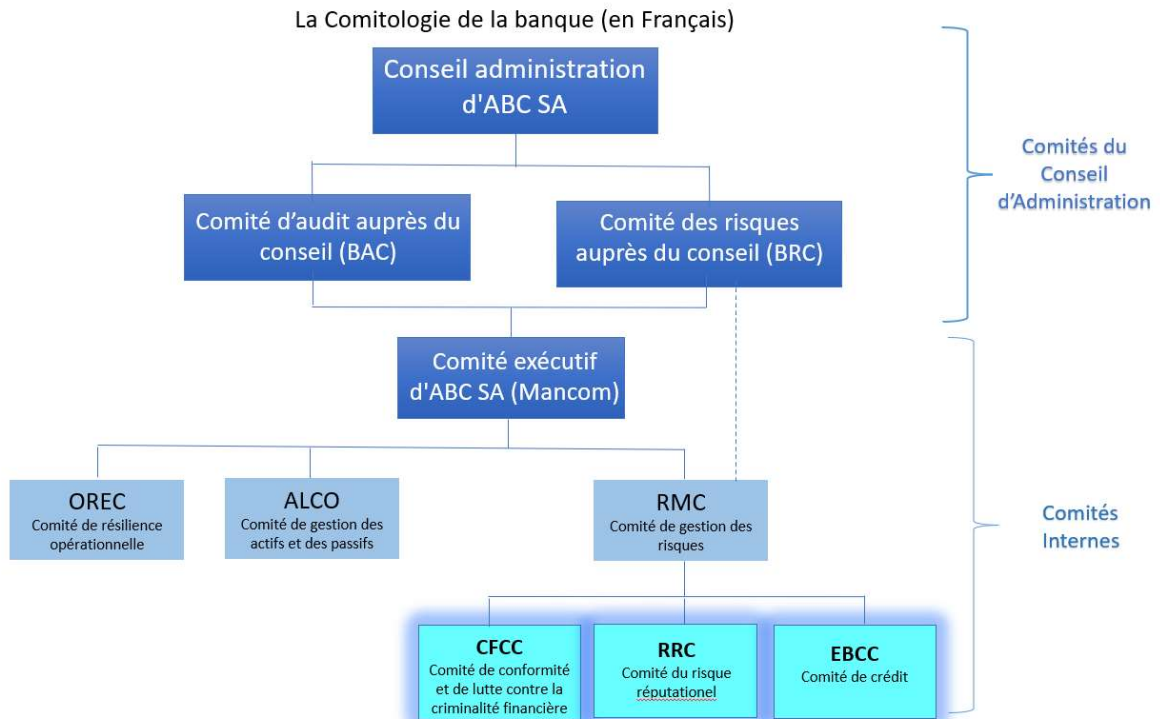 La Comitologie de la banque (en Français)
Conseil administration
d'ABC SA
Comités du
Conseil
d'Administration
Comité d'audit auprès du
conseil (BAC)
Comité des risques
auprès du conseil (BRC)
Comité exécutif
d'ABC SA (Mancom)
OREC
Comité de résilience
opérationnelle
ALCO
Comité de gestion des
actifs et des passifs
RMC
Comité de gestion des
risques
Comités
Internes
CFCC
Comité de conformité
et de lutte contre la
criminalité financière
RRC
Comité du risque
réputationel
EBCC
Comité de crédit